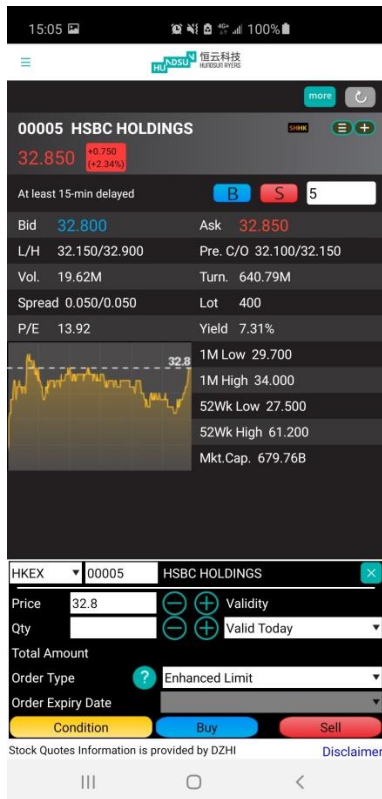 15:05 4G+ 100%
HUNDSUN 恒云科技
HUNDSUN AYERS
more
00005 HSBC HOLDINGS SHHK
32.850 +0.750
(+2.34%)
At least 15-min delayed B S 5
Bid 32.800 Ask 32.850
L/H 32.150/32.900 Pre. C/O 32.100/32.150
Vol. 19.62M Turn. 640.79M
Spread 0.050/0.050 Lot 400
P/E 13.92 Yield 7.31%
32.8 1M Low 29.700
1M High 34.000
52Wk Low 27.500
52Wk High 61.200
Mkt.Cap. 679.76B
HKEX 00005 HSBC HOLDINGS
Price 32.8 Validity
Qty Valid Today
Total Amount
Order Type ? Enhanced Limit
Order Expiry Date
Condition Buy Sell
Stock Quotes Information is provided by DZHI Disclaimer